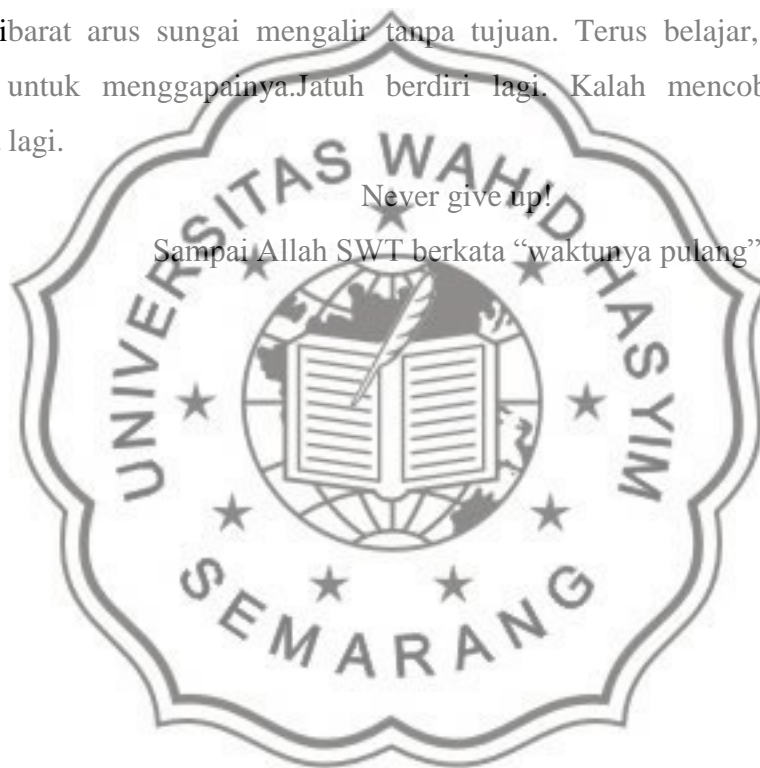 ibarat arus sungai mengalir tanpa tujuan. Terus belajar,
untuk menggapainya.Jatuh berdiri lagi. Kalah
lagi.
Never give up!
Sampai Allah SWT berkata “waktunya pulang”
UNIVERSITAS WAHID HASYIM
SEMARANG